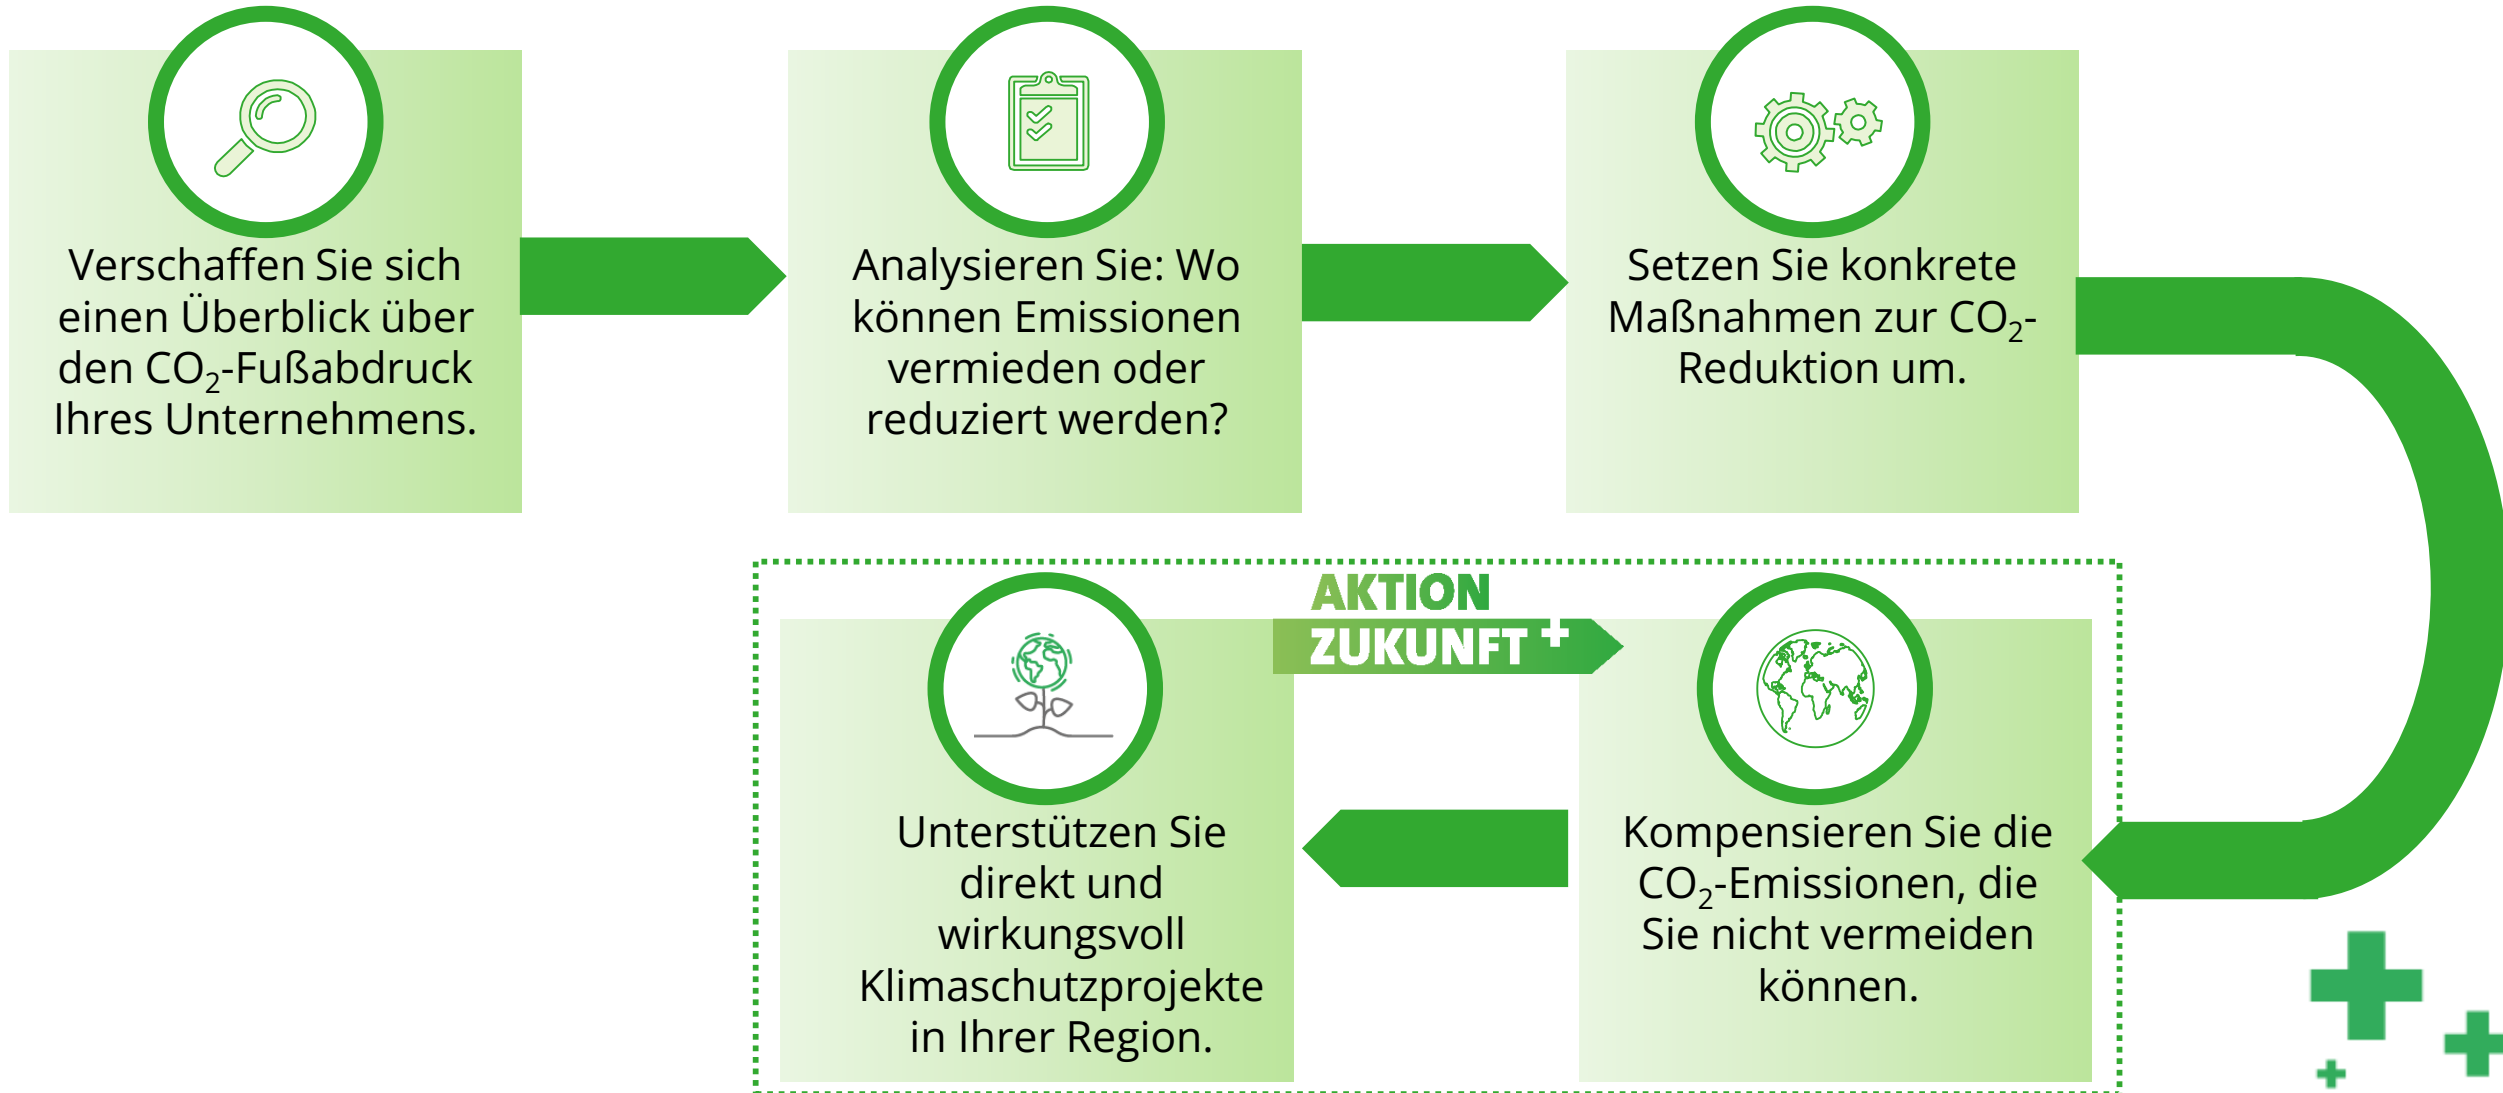 Verschaffen Sie sich
einen Überblick über
den CO₂-Fußabdruck
Ihres Unternehmens.
Analysieren Sie: Wo
können Emissionen
vermieden oder
reduziert werden?
Setzen Sie konkrete
Maßnahmen zur CO₂-
Reduktion um.
AKTION
ZUKUNFT +
Kompensieren Sie die
CO₂-Emissionen, die
Sie nicht vermeiden
können.
Unterstützen Sie
direkt und
wirkungsvoll
Klimaschutzprojekte
in Ihrer Region.